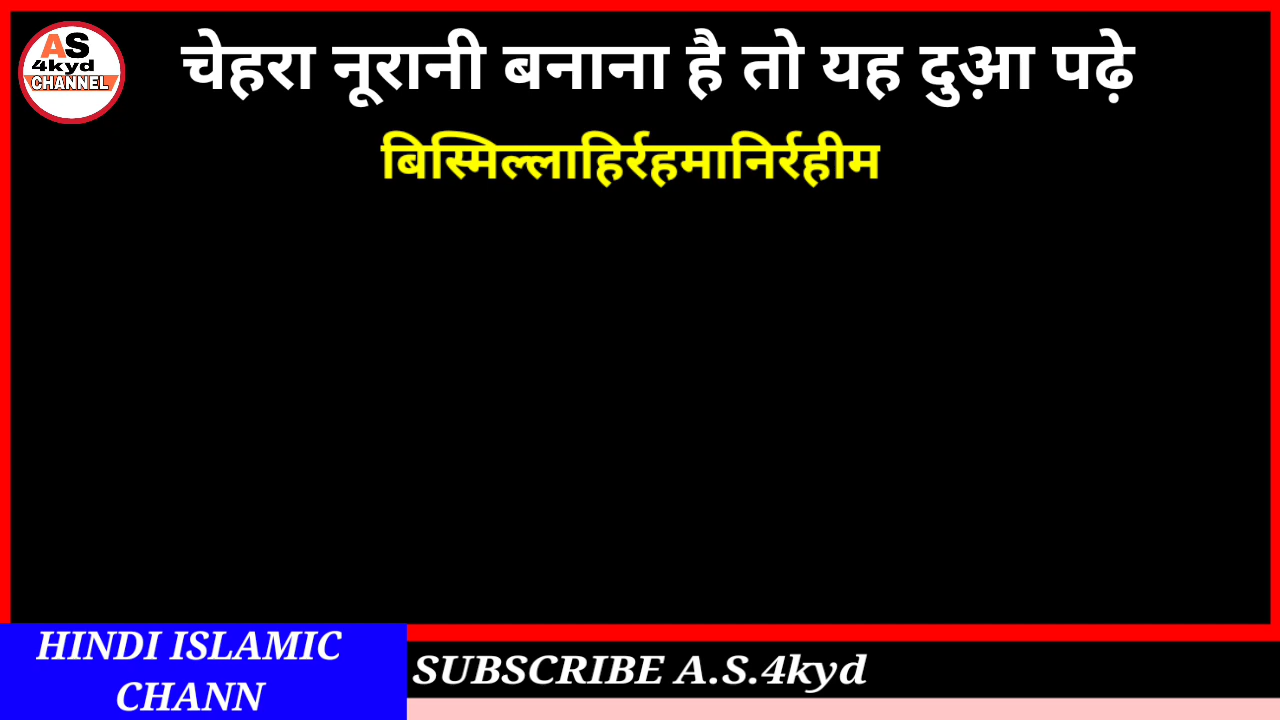 AS
4kyd
CHANNEL
चेहरा नूरानी बनाना है तो यह दुआ़ पढ़े
बिस्मिल्लाहिर्रहमानिर्रहीम
HINDI ISLAMIC
CHANN
SUBSCRIBE A.S.4kyd